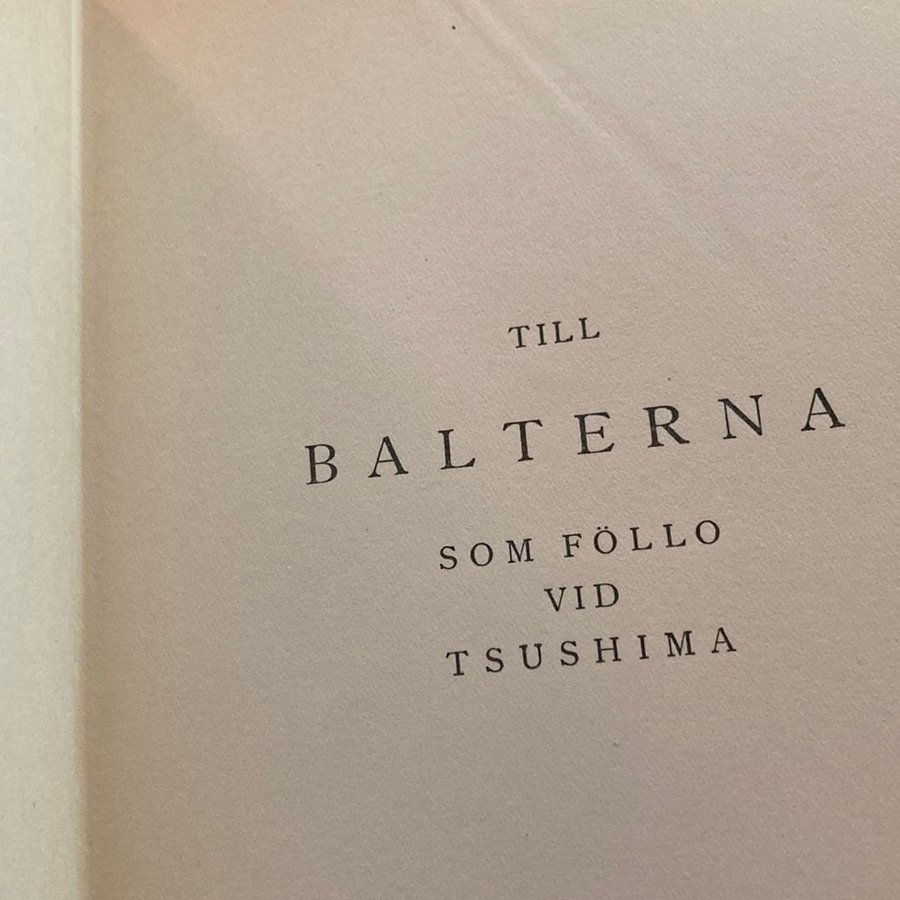 TILL
BALTERNA
SOM FÖLLO
VID
TSUSHIMA